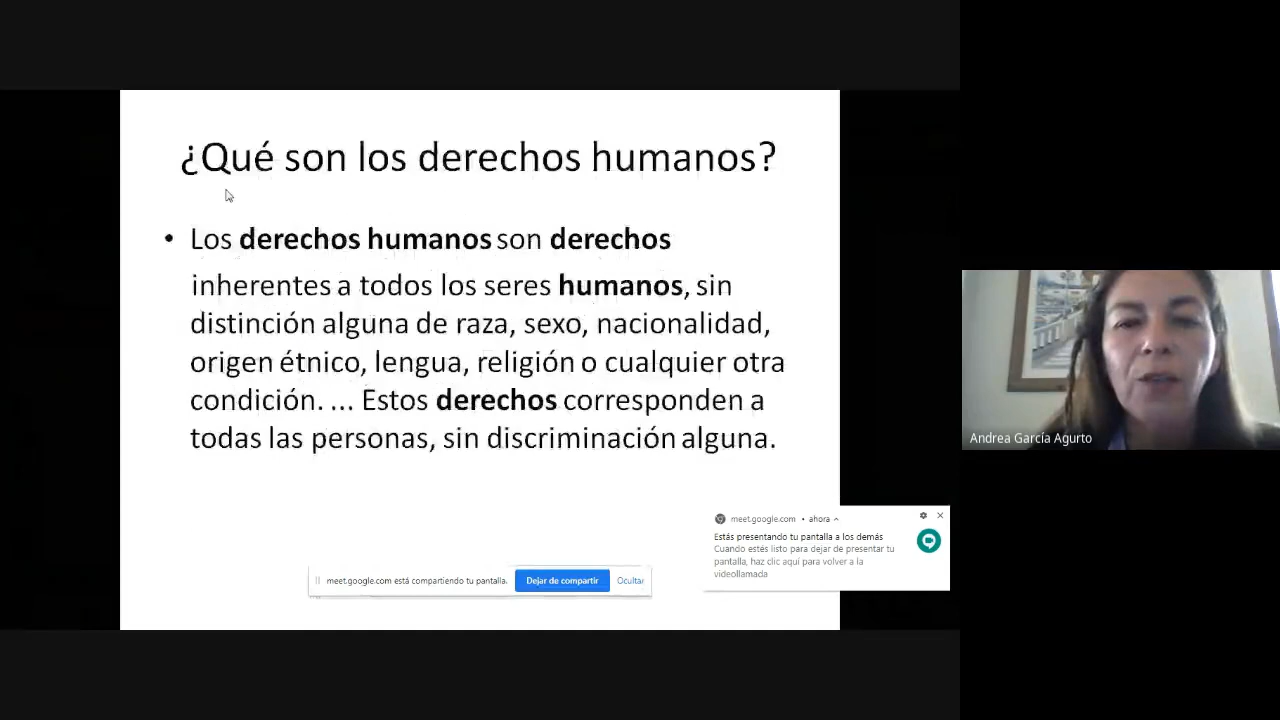 ¿Qué son los derechos humanos?
• Los derechos humanos son derechos
inherentes a todos los seres humanos, sin
distinción alguna de raza, sexo, nacionalidad,
origen étnico, lengua, religión o cualquier otra
condición. ... Estos derechos corresponden a
todas las personas, sin discriminación alguna.
Andrea García Agurto
meet.google.com • ahora
Estás presentando tu pantalla a los demás
Cuando estés listo para dejar de presentar tu
pantalla, haz clic aquí para volver a la
videollamada
meet.google.com está compartiendo tu pantalla. Dejar de compartir Ocultar